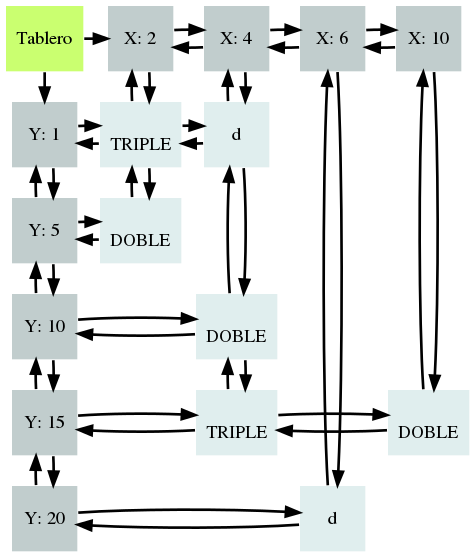 Tablero
X: 2
X: 4
X: 6
X: 10
Y: 1
TRIPLE
d
Y: 5
DOBLE
Y: 10
DOBLE
Y: 15
TRIPLE
DOBLE
Y: 20
d